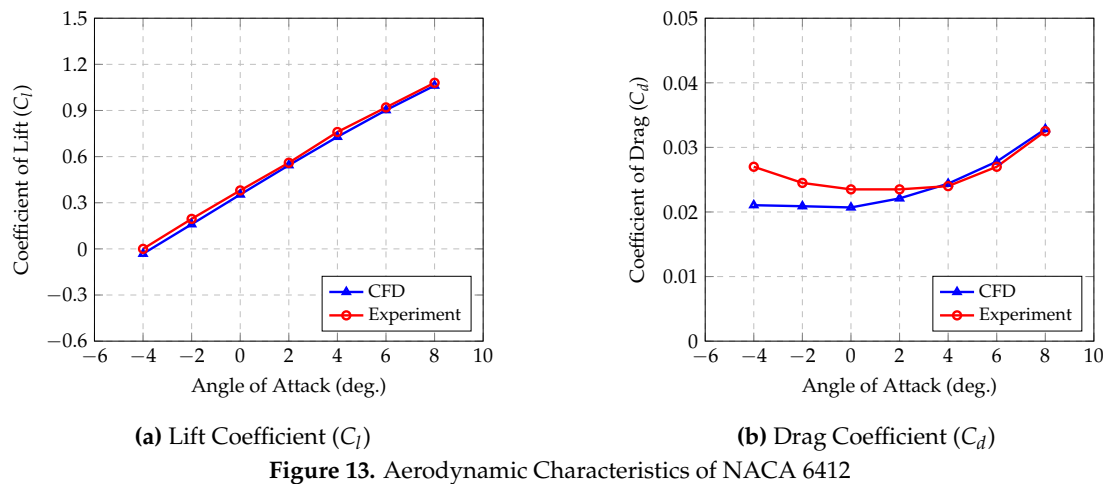 1.5
1.2
0.9
0.6
0.3
0
−0.3
−0.6
−6 −4 −2 0 2 4 6 8 10
Coefficient of Lift (Cl)
Angle of Attack (deg.)
CFD
Experiment
(a) Lift Coefficient (Cl)
0.05
0.04
0.03
0.02
0.01
0
−6 −4 −2 0 2 4 6 8 10
Coefficient of Drag (Cd)
Angle of Attack (deg.)
CFD
Experiment
(b) Drag Coefficient (Cd)
Figure 13. Aerodynamic Characteristics of NACA 6412